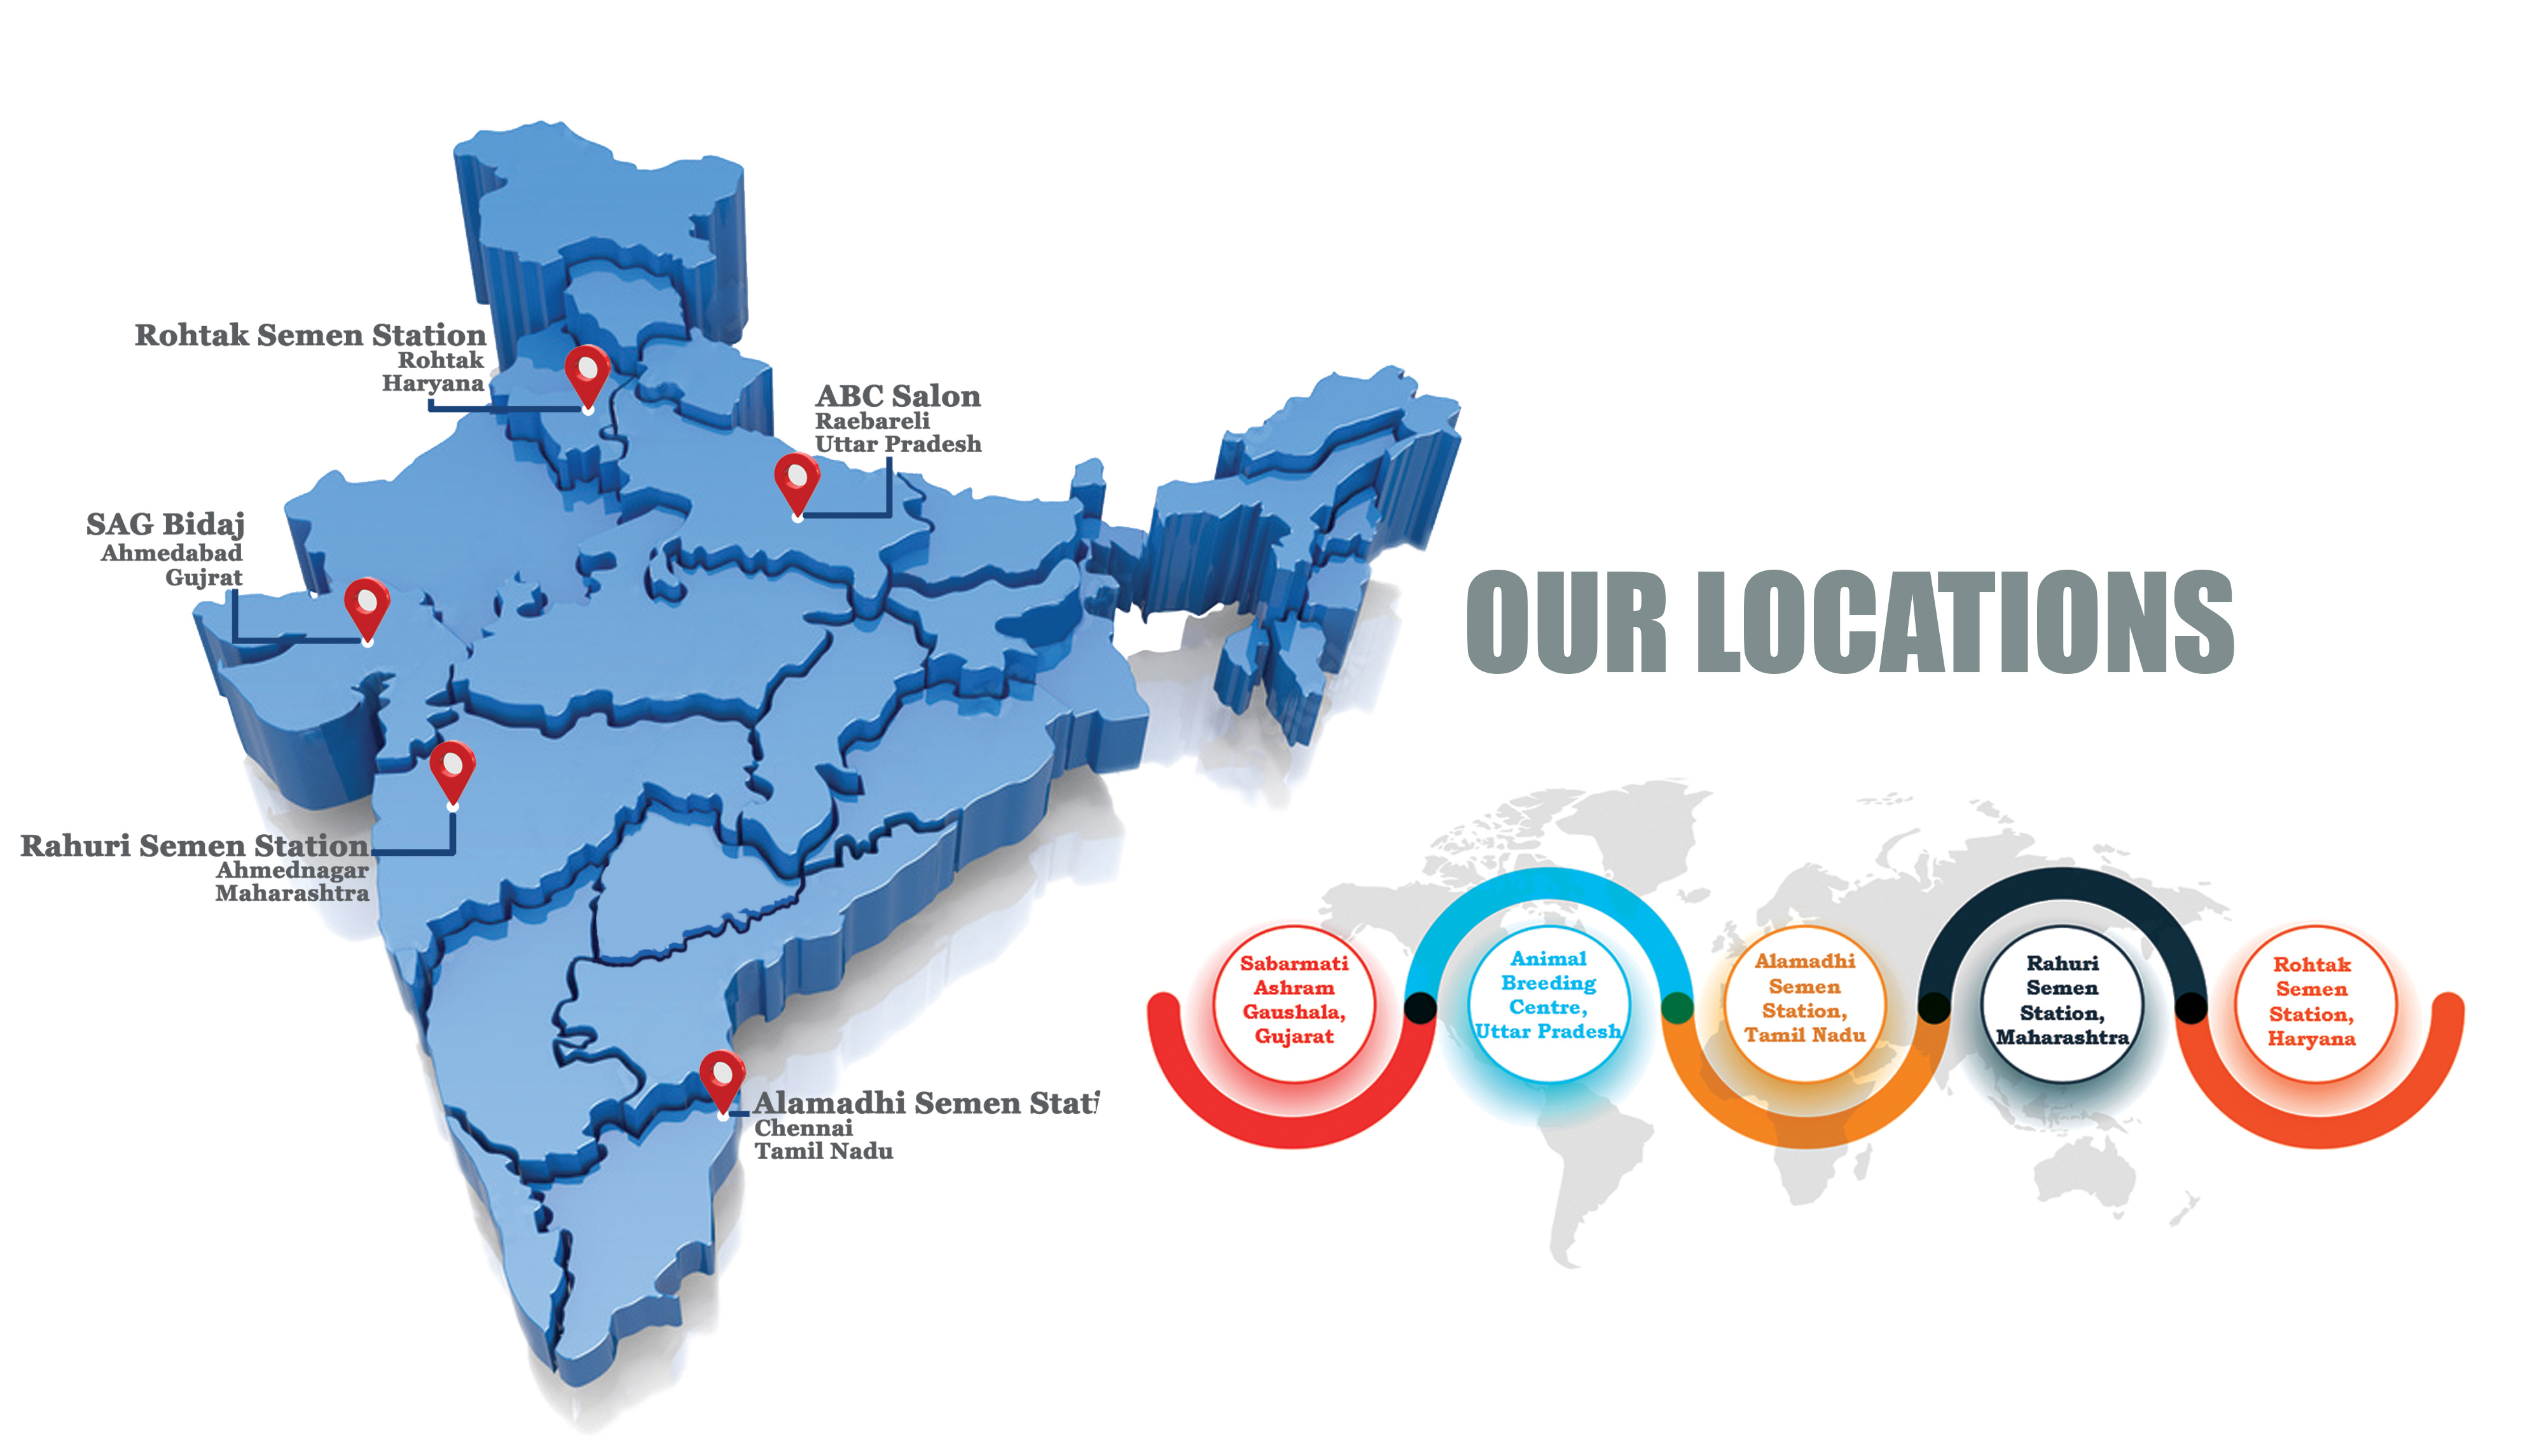 Rohtak Semen Station
Rohtak
Haryana
ABC Salon
Raebareli
Uttar Pradesh
SAG Bidaj
Ahmedabad
Gujrat
Rahuri Semen Station
Ahmednagar
Maharashtra
Alamadhi Semen Stati
Chennai
Tamil Nadu
OUR LOCATIONS
Sabarmati
Ashram
Gaushala,
Gujarat
Animal
Breeding
Centre,
Uttar Pradesh
Alamadhi
Semen
Station,
Tamil Nadu
Rahuri
Semen
Station,
Maharashtra
Rohtak
Semen
Station,
Haryana